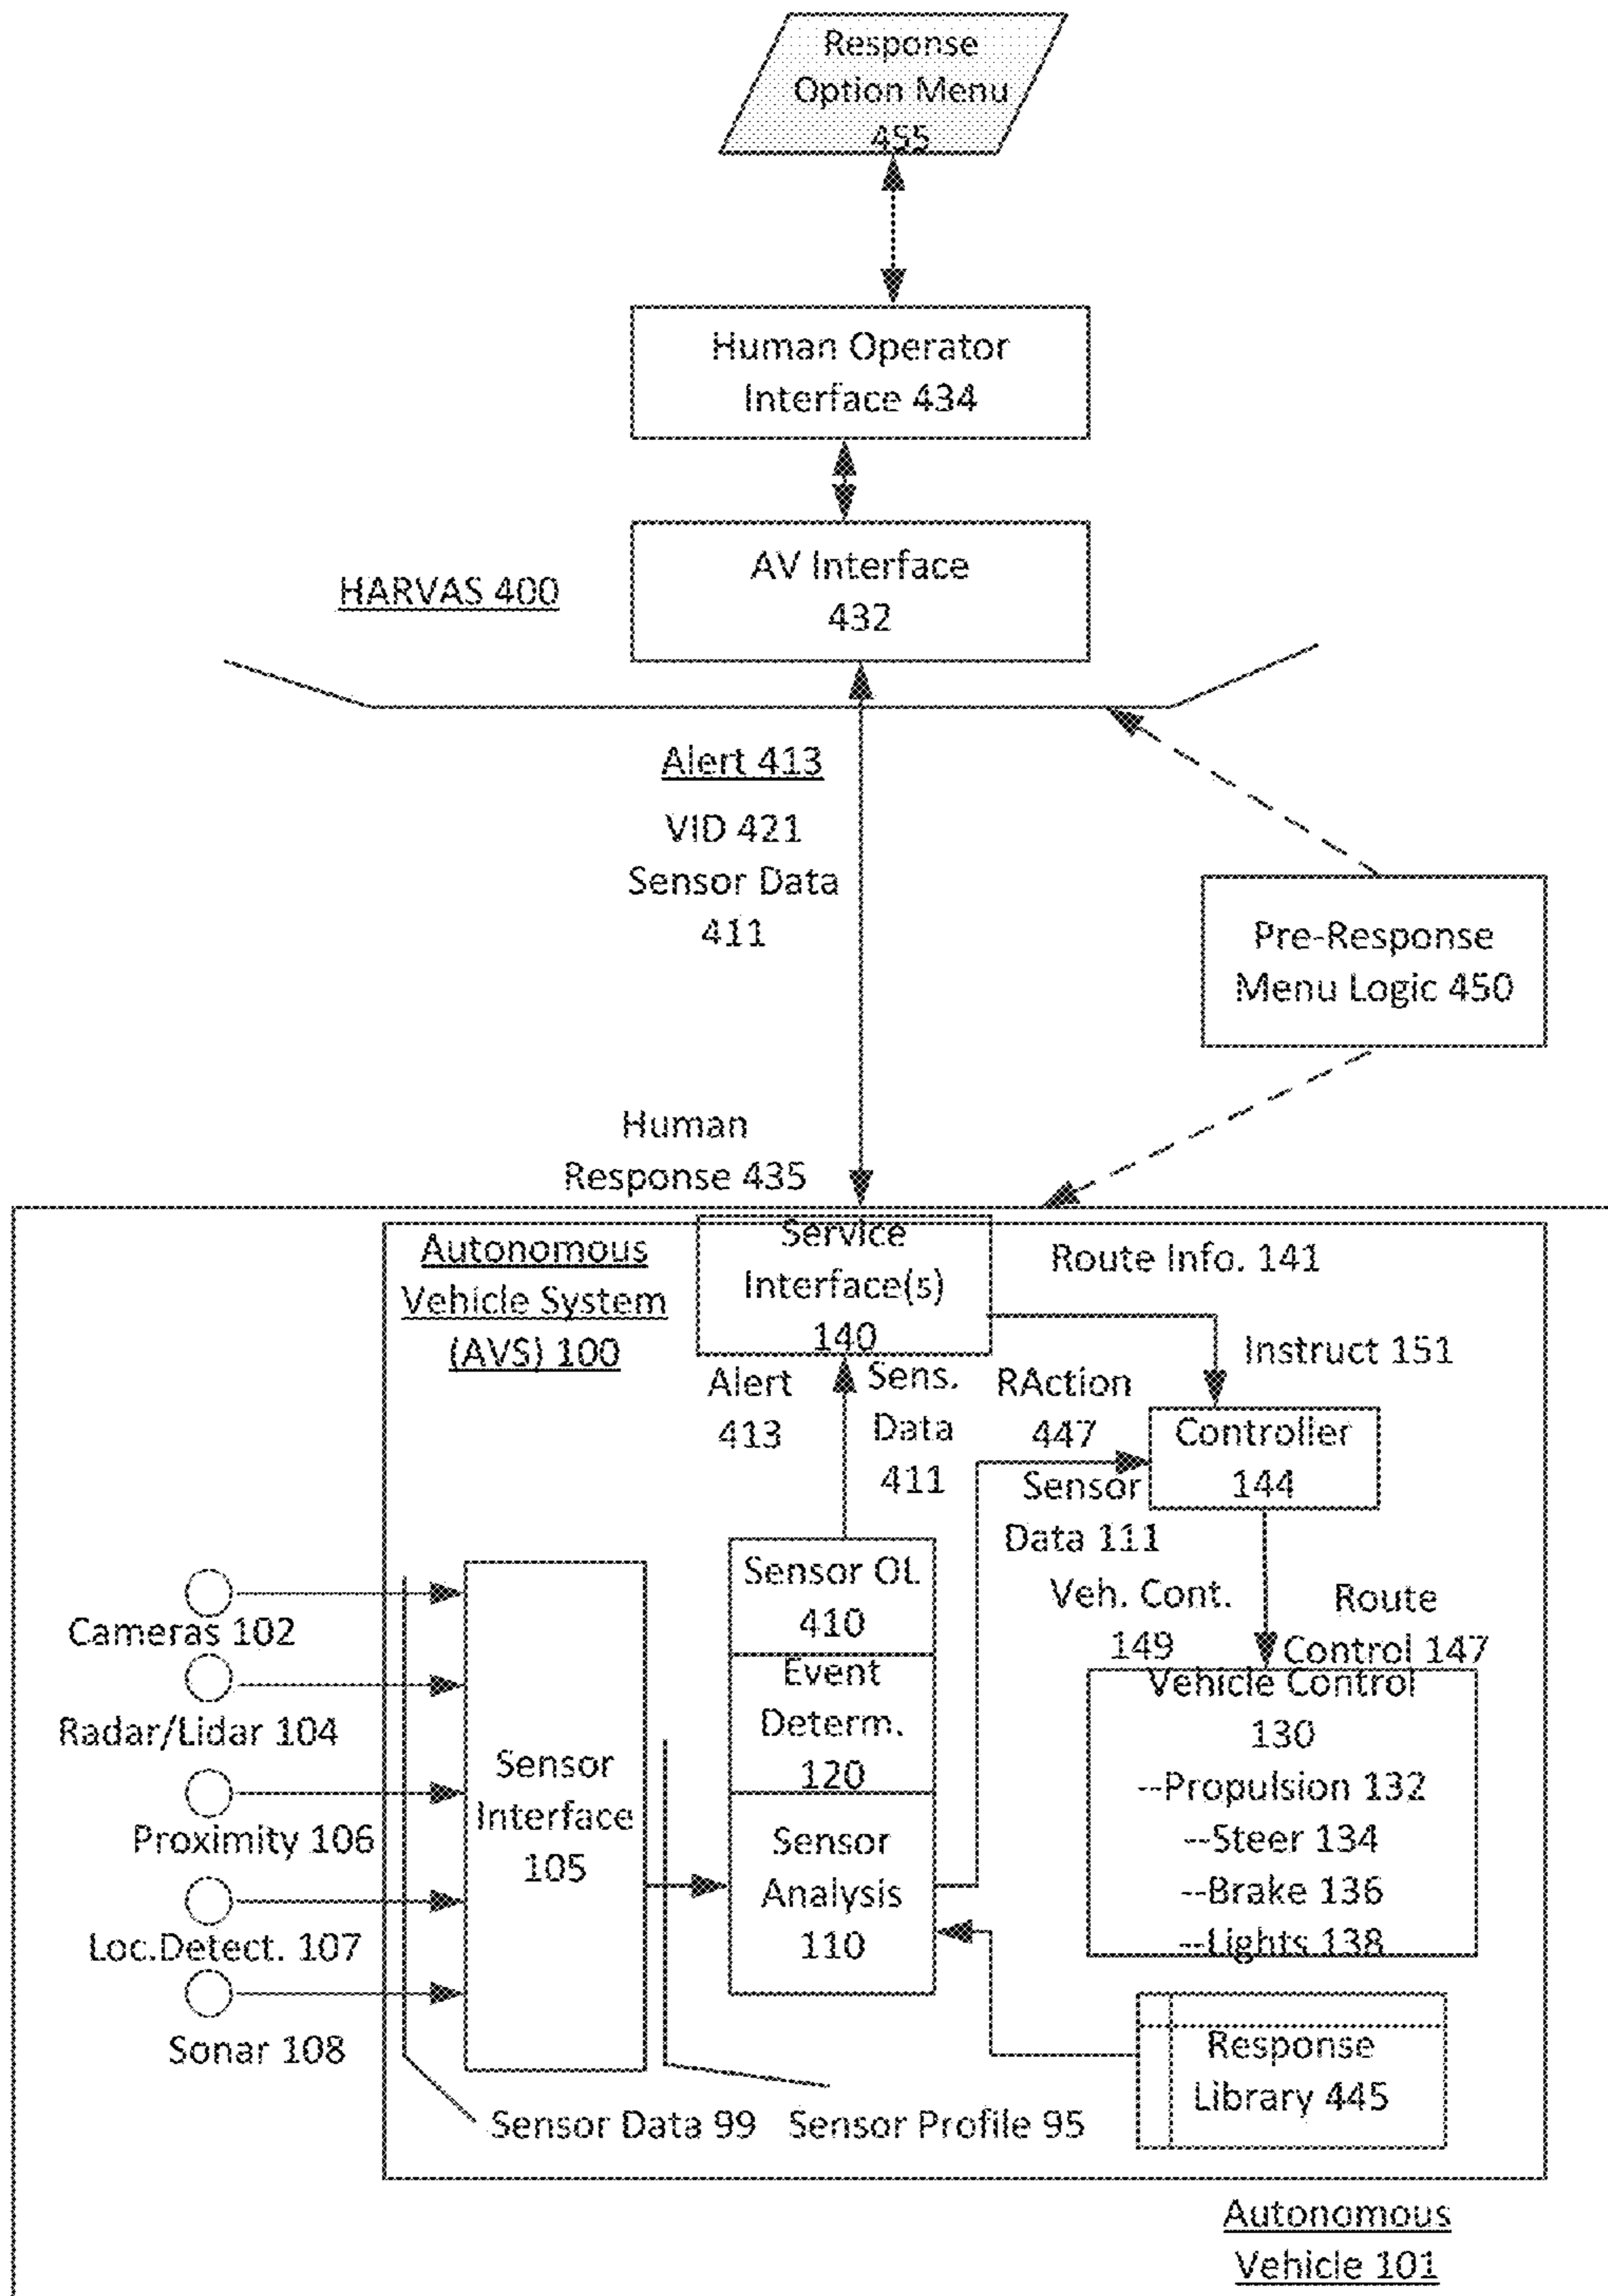 Response
Option Menu
455
Human Operator
Interface 434
AV Interface
432
HARVAS 400
Alert 413
VID 421
Sensor Data
411
Pre-Response
Menu Logic 450
Human
Response 435
Autonomous
Vehicle System
(AVS) 100
Service
Interface(s)
140
Route Info. 141
Instruct 151
Alert
413
Sens.
Data
411
RAction
447
Sensor
Data 111
Controller
144
Veh. Cont.
149
Route
Control 147
Sensor OL
410
Event
Determ.
120
Sensor
Analysis
110
Vehicle Control
130
--Propulsion 132
--Steer 134
--Brake 136
--Lights 138
Cameras 102
Radar/Lidar 104
Proximity 106
Loc.Detect. 107
Sonar 108
Sensor
Interface
105
Response
Library 445
Sensor Data 99
Sensor Profile 95
Autonomous
Vehicle 101